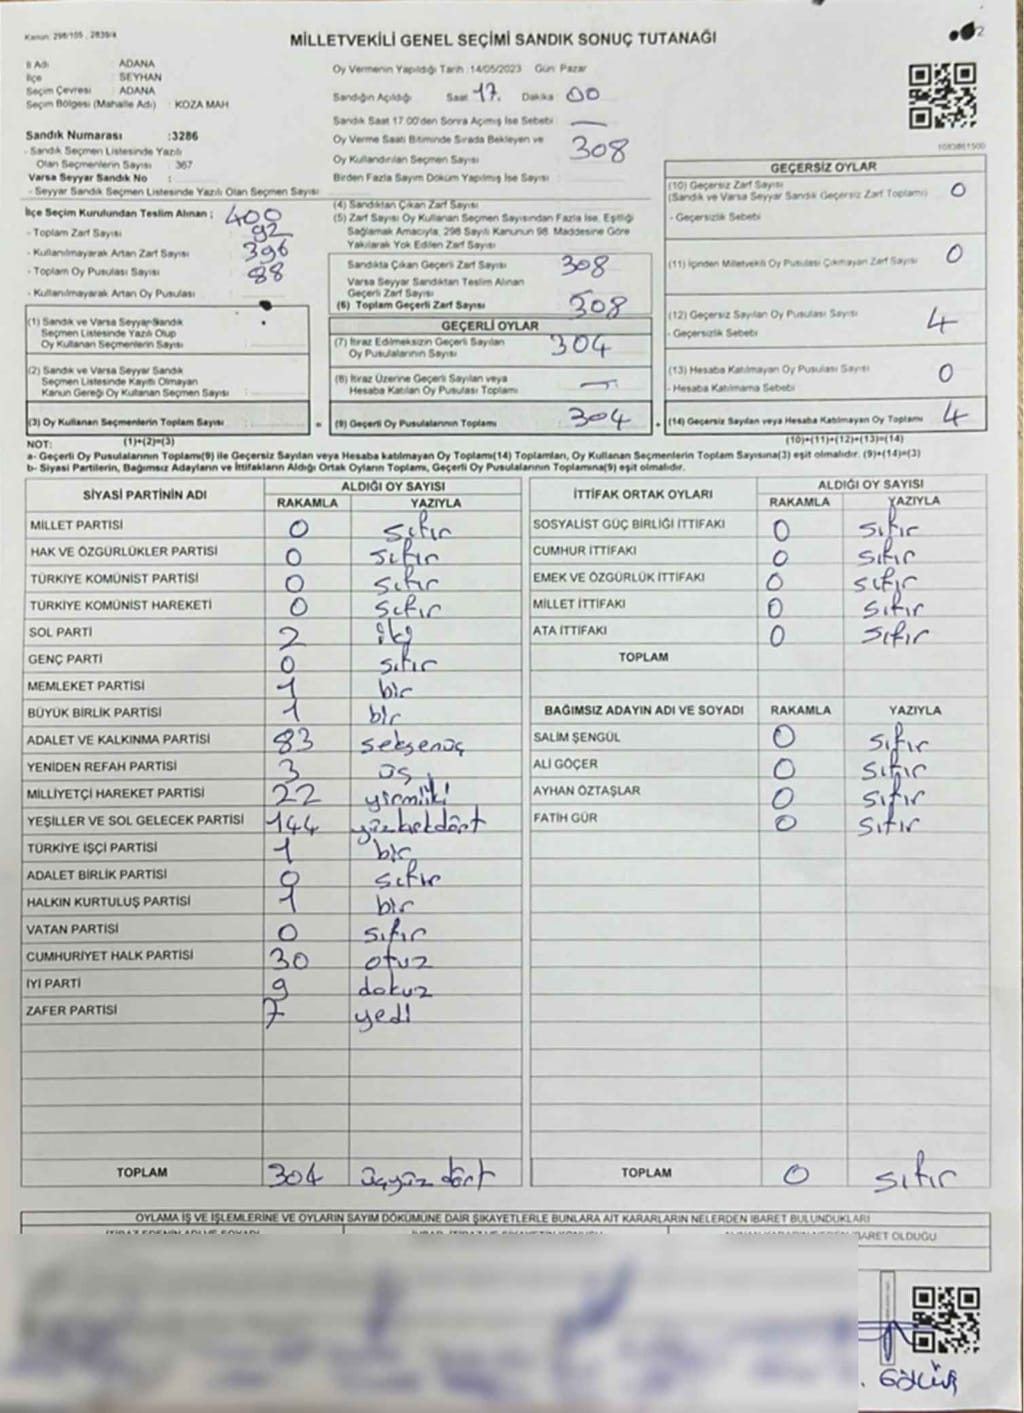 Kanun: 298/105 , 2839/4
MİLLETVEKİLİ GENEL SEÇİMİ SANDIK SONUÇ TUTANAĞI
2
İl Adı ADANA
İlçe SEYHAN
Seçim Çevresi ADANA
Seçim Bölgesi (Mahalle Adı) : KOZA MAH
Sandık Numarası :3286
- Sandık Seçmen Listesinde Yazılı
Olan Seçmenlerin Sayısı : 367
Varsa Seyyar Sandık No :
- Seyyar Sandık Seçmen Listesinde Yazılı Olan Seçmen Sayısı :
İlçe Seçim Kurulundan Teslim Alınan ; 400
- Toplam Zarf Sayısı : 92
- Kullanılmayarak Artan Zarf Sayısı : 396
- Toplam Oy Pusulası Sayısı : 88
- Kullanılmayarak Artan Oy Pusulası :
Oy Vermenin Yapıldığı Tarih :14/05/2023 Gün: Pazar
Sandığın Açıldığı Saat 17. Dakika 00
Sandık Saat 17.00'den Sonra Açımış İse Sebebi : —
Oy Verme Saati Bitiminde Sırada Bekleyen ve
Oy Kullandırılan Seçmen Sayısı 308
Birden Fazla Sayım Döküm Yapılmış İse Sayısı
(4) Sandıktan Çıkan Zarf Sayısı
(5) Zarf Sayısı Oy Kullanan Seçmen Sayısından Fazla İse, Eşitliği
Sağlamak Amacıyla, 298 Sayılı Kanunun 98. Maddesine Göre
Yakılarak Yok Edilen Zarf Sayısı
Sandıkta Çıkan Geçerli Zarf Sayısı 308
Varsa Seyyar Sandıktan Teslim Alınan
Geçerli Zarf Sayısı
(6) Toplam Geçerli Zarf Sayısı 308
GEÇERLİ OYLAR
(7) İtiraz Edilmeksizin Geçerli Sayılan
Oy Pusulalarının Sayısı 304
(8) İtiraz Üzerine Geçerli Sayılan veya
Hesaba Katılan Oy Pusulası Toplamı —
(9) Geçerli Oy Pusulalarının Toplamı 304
1083861500
GEÇERSİZ OYLAR
(10) Geçersiz Zarf Sayısı
(Sandık ve Varsa Seyyar Sandık Geçersiz Zarf Toplamı) 0
- Geçersizlik Sebebi
(11) İçinden Milletvekili Oy Pusulası Çıkmayan Zarf Sayısı 0
(12) Geçersiz Sayılan Oy Pusulası Sayısı 4
- Geçersizlik Sebebi :
(13) Hesaba Katılmayan Oy Pusulası Sayısı 0
- Hesaba Katılmama Sebebi
(14) Geçersiz Sayılan veya Hesaba Katılmayan Oy Toplamı 4
(1) Sandık ve Varsa Seyyar Sandık
Seçmen Listesinde Yazılı Olup
Oy Kullanan Seçmenlerin Sayısı :
(2) Sandık ve Varsa Seyyar Sandık
Seçmen Listesinde Kayıtlı Olmayan
Kanun Gereği Oy Kullanan Seçmen Sayısı :
(3) Oy Kullanan Seçmenlerin Toplam Sayısı :
NOT: (1)+(2)=(3) (10)+(11)+(12)+(13)=(14)
a- Geçerli Oy Pusulalarının Toplamı(9) ile Geçersiz Sayılan veya Hesaba Katılmayan Oy Toplamı(14) Toplamları, Oy Kullanan Seçmenlerin Toplam Sayısına(3) eşit olmalıdır. (9)+(14)=(3)
b- Siyasi Partilerin, Bağımsız Adayların ve İttifakların Aldığı Ortak Oyların Toplamı, Geçerli Oy Pusulalarının Toplamına(9) eşit olmalıdır.
SİYASİ PARTİNİN ADI ALDIĞI OY SAYISI
RAKAMLA YAZIYLA
MİLLET PARTİSİ 0 sıfır
HAK VE ÖZGÜRLÜKLER PARTİSİ 0 sıfır
TÜRKİYE KOMÜNİST PARTİSİ 0 sıfır
TÜRKİYE KOMÜNİST HAREKETİ 0 sıfır
SOL PARTİ 2 iki
GENÇ PARTİ 0 sıfır
MEMLEKET PARTİSİ 1 bir
BÜYÜK BİRLİK PARTİSİ 1 bir
ADALET VE KALKINMA PARTİSİ 83 seksenüç
YENİDEN REFAH PARTİSİ 3 üç
MİLLİYETÇİ HAREKET PARTİSİ 22 yirmiiki
YEŞİLLER VE SOL GELECEK PARTİSİ 144 yüzkırkdört
TÜRKİYE İŞÇİ PARTİSİ 1 bir
ADALET BİRLİK PARTİSİ 0 sıfır
HALKIN KURTULUŞ PARTİSİ 1 bir
VATAN PARTİSİ 0 sıfır
CUMHURİYET HALK PARTİSİ 30 otuz
İYİ PARTİ 9 dokuz
ZAFER PARTİSİ 7 yedi
TOPLAM 304 üçyüz dört
İTTİFAK ORTAK OYLARI ALDIĞI OY SAYISI
RAKAMLA YAZIYLA
SOSYALİST GÜÇ BİRLİĞİ İTTİFAKI 0 sıfır
CUMHUR İTTİFAKI 0 sıfır
EMEK VE ÖZGÜRLÜK İTTİFAKI 0 sıfır
MİLLET İTTİFAKI 0 sıfır
ATA İTTİFAKI 0 sıfır
TOPLAM
BAĞIMSIZ ADAYIN ADI VE SOYADI RAKAMLA YAZIYLA
SALİM ŞENGÜL 0 sıfır
ALİ GÖÇER 0 sıfır
AYHAN ÖZTAŞLAR 0 sıfır
FATİH GÜR 0 sıfır
TOPLAM 0 sıfır
OYLAMA İŞ VE İŞLEMLERİNE VE OYLARIN SAYIM DÖKÜMÜNE DAİR ŞİKAYETLERLE BUNLARA AİT KARARLARIN NELERDEN İBARET BULUNDUKLARI
İBARET OLDUĞU